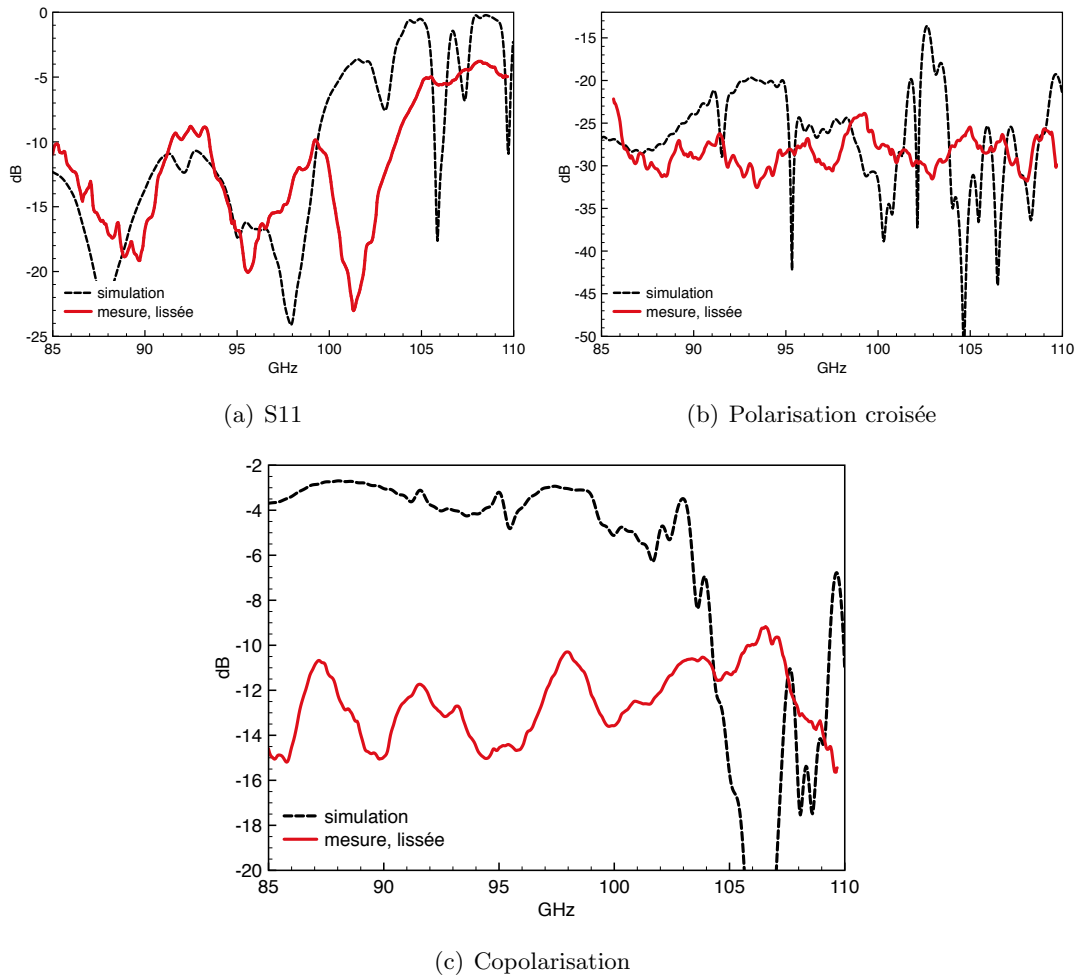 0
-5
-10
-15
-20
-25
dB
85
90
95
100
105
110
GHz
simulation
mesure, lissée
(a) S11
-20
-30
-40
-50
-15
-25
-35
-45
dB
85
90
95
100
105
110
GHz
simulation
mesure, lissée
(b) Polarisation croisée
-2
-4
-6
-8
-10
-12
-14
-16
-18
-20
dB
85
90
95
100
105
110
GHz
simulation
mesure, lissée
(c) Copolarisation